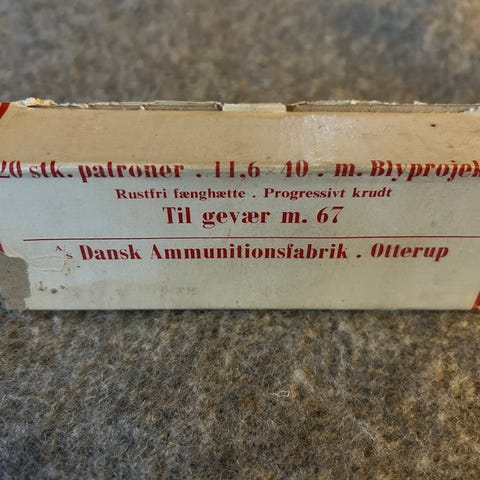 20 stk. patroner . 11,6 × 40 . m. Blyprojek
Rustfri fænghætte . Progressivt krudt
Til gevær m. 67
A/S Dansk Ammunitionsfabrik . Otterup